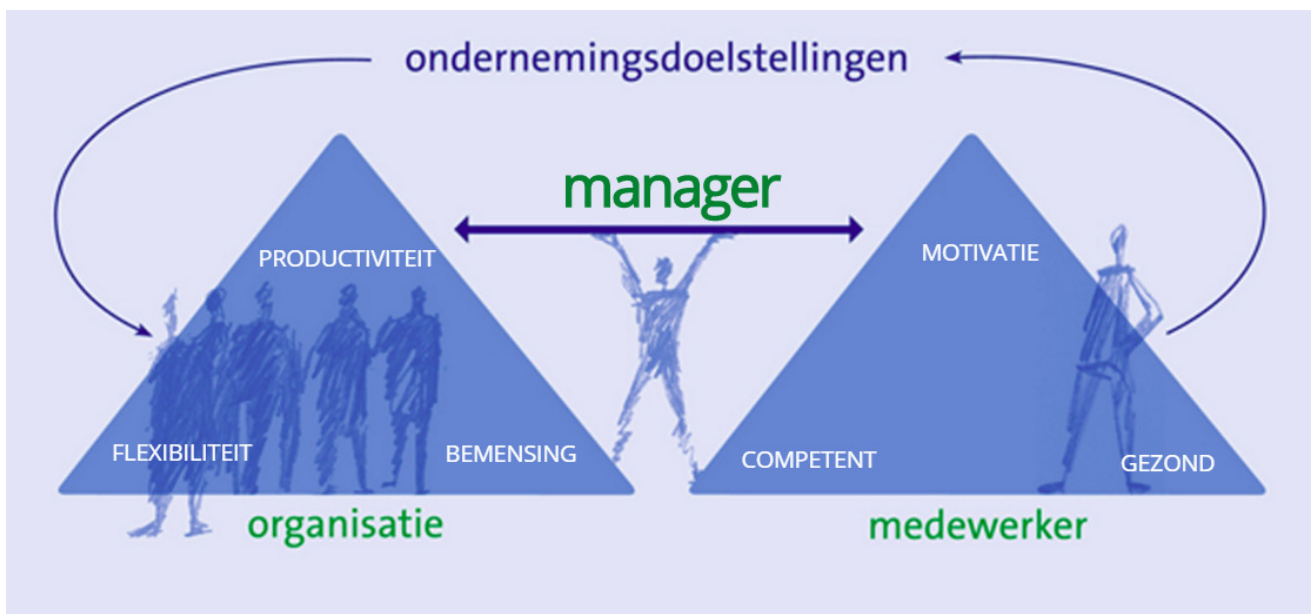 ondernemingsdoelstellingen
manager
PRODUCTIVITEIT
MOTIVATIE
FLEXIBILITEIT
BEMENSING
COMPETENT
GEZOND
organisatie
medewerker